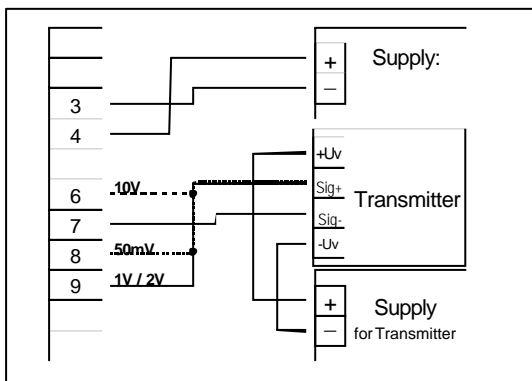 3
4
6
7
8
9
10V
50mV
1V / 2V
+
−
Supply:
+Uv
Sig+
Sig-
-Uv
Transmitter
+
−
Supply
for Transmitter